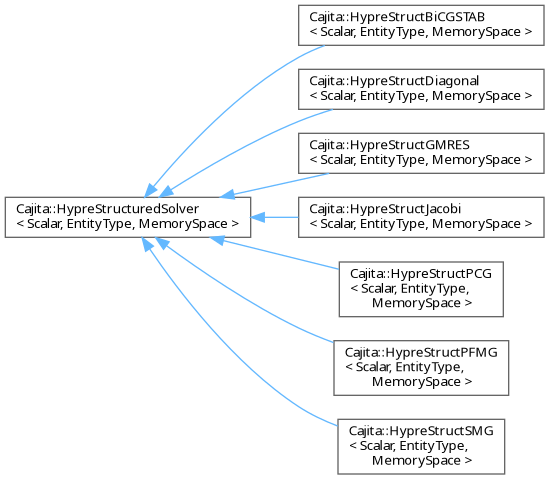 Cajita::HypreStructBiCGSTAB
< Scalar, EntityType, MemorySpace >
Cajita::HypreStructDiagonal
< Scalar, EntityType, MemorySpace >
Cajita::HypreStructGMRES
< Scalar, EntityType, MemorySpace >
Cajita::HypreStructuredSolver
< Scalar, EntityType, MemorySpace >
Cajita::HypreStructJacobi
< Scalar, EntityType, MemorySpace >
Cajita::HypreStructPCG
< Scalar, EntityType,
MemorySpace >
Cajita::HypreStructPFMG
< Scalar, EntityType,
MemorySpace >
Cajita::HypreStructSMG
< Scalar, EntityType,
MemorySpace >